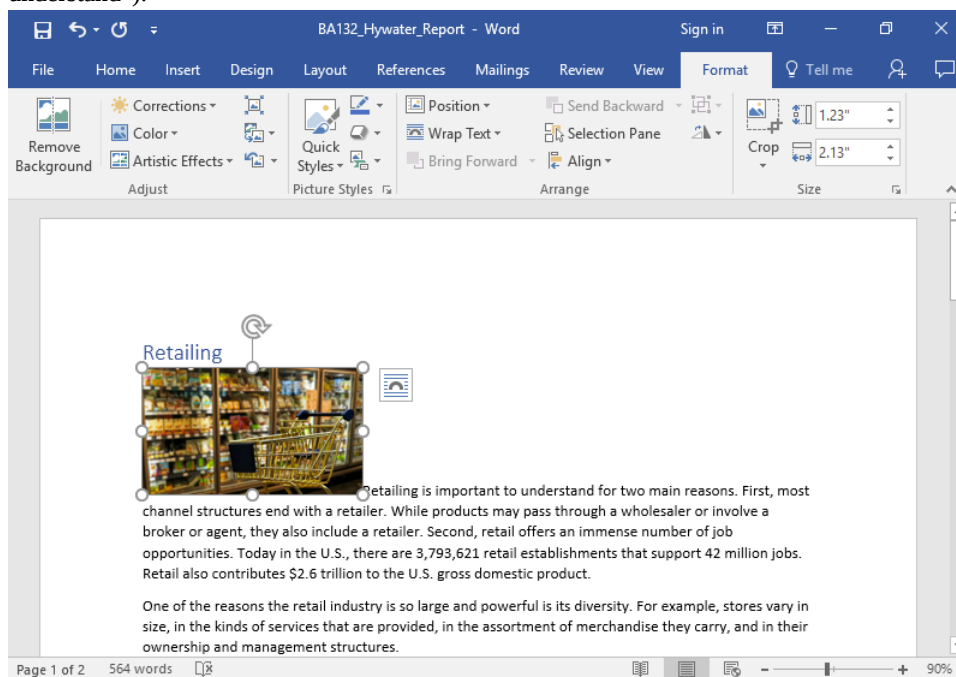 understand ).
BA132_Hywater_Report - Word Sign in
File Home Insert Design Layout References Mailings Review View Format Tell me
Remove Background
Corrections
Color
Artistic Effects
Adjust
Quick Styles
Picture Styles
Position
Wrap Text
Bring Forward
Send Backward
Selection Pane
Align
Arrange
Crop
1.23"
2.13"
Size
Retailing
Retailing is important to understand for two main reasons. First, most
channel structures end with a retailer. While products may pass through a wholesaler or involve a
broker or agent, they also include a retailer. Second, retail offers an immense number of job
opportunities. Today in the U.S., there are 3,793,621 retail establishments that support 42 million jobs.
Retail also contributes $2.6 trillion to the U.S. gross domestic product.
One of the reasons the retail industry is so large and powerful is its diversity. For example, stores vary in
size, in the kinds of services that are provided, in the assortment of merchandise they carry, and in their
ownership and management structures.
Page 1 of 2 564 words 90%